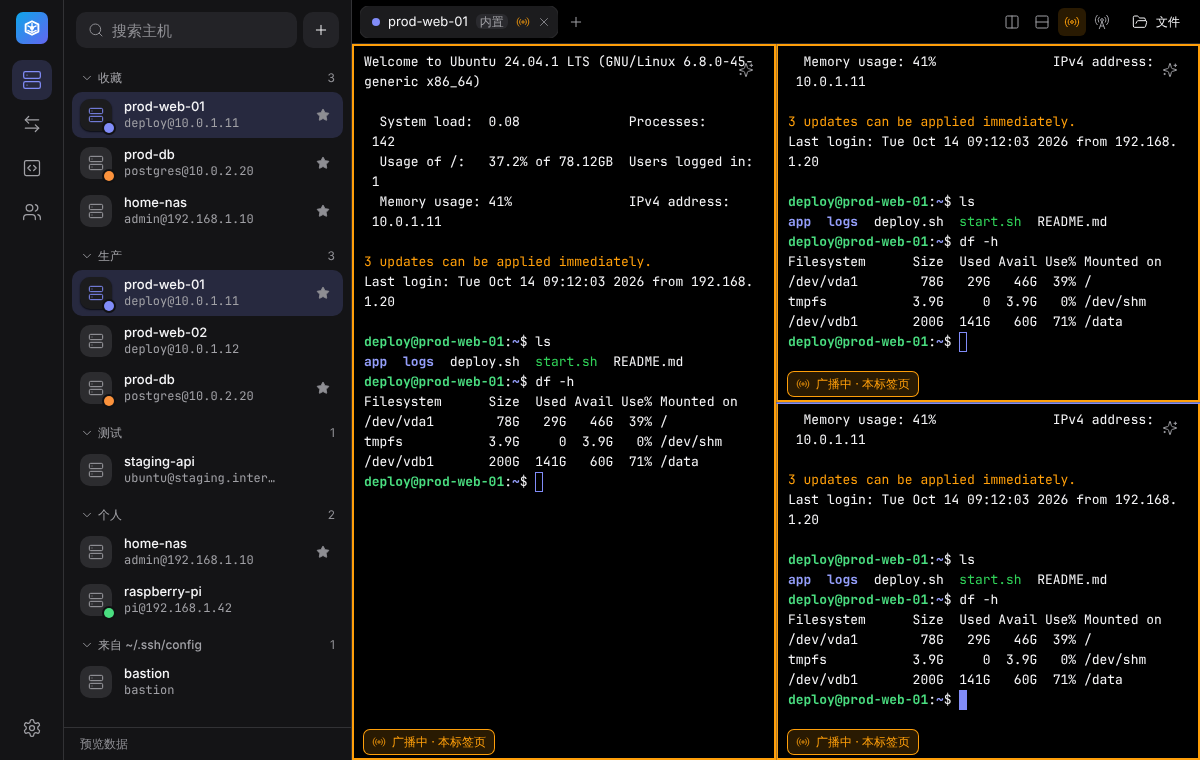 搜索主机
收藏 3
prod-web-01
deploy@10.0.1.11
prod-db
postgres@10.0.2.20
home-nas
admin@192.168.1.10
生产 3
prod-web-01
deploy@10.0.1.11
prod-web-02
deploy@10.0.1.12
prod-db
postgres@10.0.2.20
测试 1
staging-api
ubuntu@staging.inter…
个人 2
home-nas
admin@192.168.1.10
raspberry-pi
pi@192.168.1.42
来自 ~/.ssh/config 1
bastion
bastion
预览数据
prod-web-01 内置
文件
Welcome to Ubuntu 24.04.1 LTS (GNU/Linux 6.8.0-45-
generic x86_64)
System load: 0.08 Processes:
142
Usage of /: 37.2% of 78.12GB Users logged in:
1
Memory usage: 41% IPv4 address:
10.0.1.11
3 updates can be applied immediately.
Last login: Tue Oct 14 09:12:03 2026 from 192.168.
1.20
deploy@prod-web-01:~$ ls
app logs deploy.sh start.sh README.md
deploy@prod-web-01:~$ df -h
Filesystem Size Used Avail Use% Mounted on
/dev/vda1 78G 29G 46G 39% /
tmpfs 3.9G 0 3.9G 0% /dev/shm
/dev/vdb1 200G 141G 60G 71% /data
deploy@prod-web-01:~$
广播中 · 本标签页
Memory usage: 41% IPv4 address:
10.0.1.11
3 updates can be applied immediately.
Last login: Tue Oct 14 09:12:03 2026 from 192.168.
1.20
deploy@prod-web-01:~$ ls
app logs deploy.sh start.sh README.md
deploy@prod-web-01:~$ df -h
Filesystem Size Used Avail Use% Mounted on
/dev/vda1 78G 29G 46G 39% /
tmpfs 3.9G 0 3.9G 0% /dev/shm
/dev/vdb1 200G 141G 60G 71% /data
deploy@prod-web-01:~$
广播中 · 本标签页
Memory usage: 41% IPv4 address:
10.0.1.11
3 updates can be applied immediately.
Last login: Tue Oct 14 09:12:03 2026 from 192.168.
1.20
deploy@prod-web-01:~$ ls
app logs deploy.sh start.sh README.md
deploy@prod-web-01:~$ df -h
Filesystem Size Used Avail Use% Mounted on
/dev/vda1 78G 29G 46G 39% /
tmpfs 3.9G 0 3.9G 0% /dev/shm
/dev/vdb1 200G 141G 60G 71% /data
deploy@prod-web-01:~$
广播中 · 本标签页